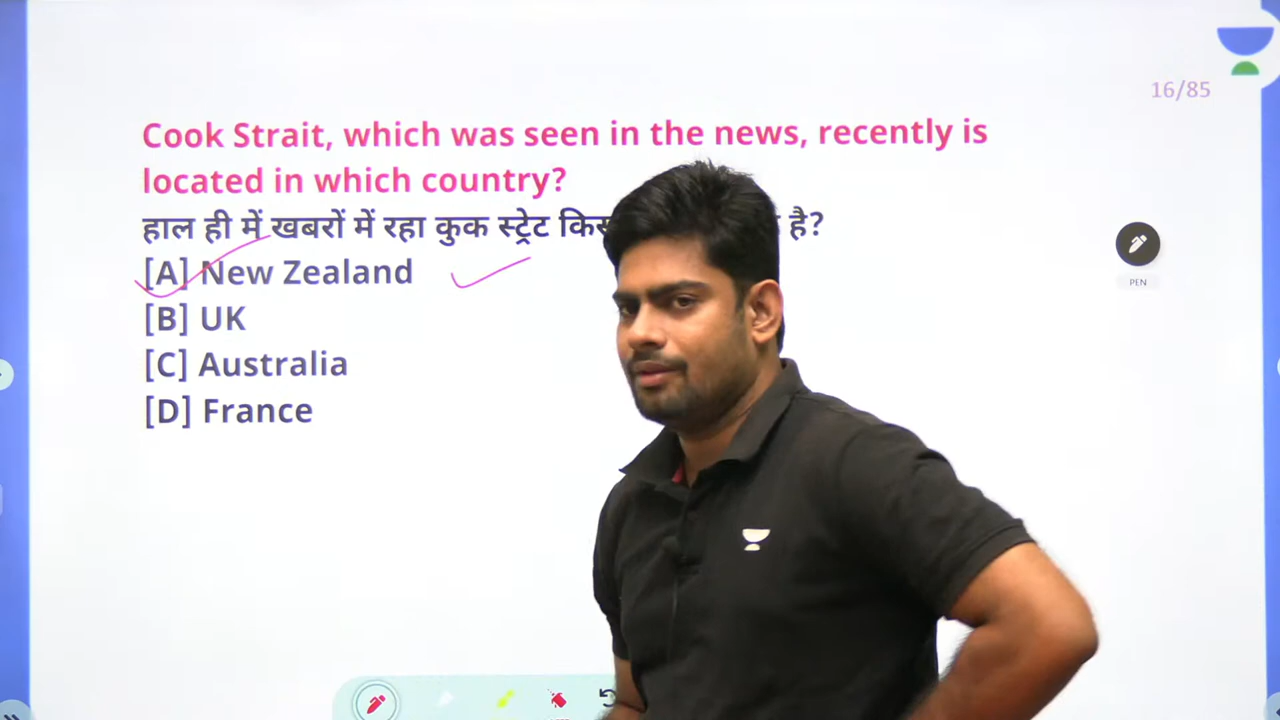 16/85
Cook Strait, which was seen in the news, recently is
located in which country?
हाल ही में खबरों में रहा कुक स्ट्रेट है?
[A] New Zealand
[B] UK
[C] Australia
[D] France
PEN